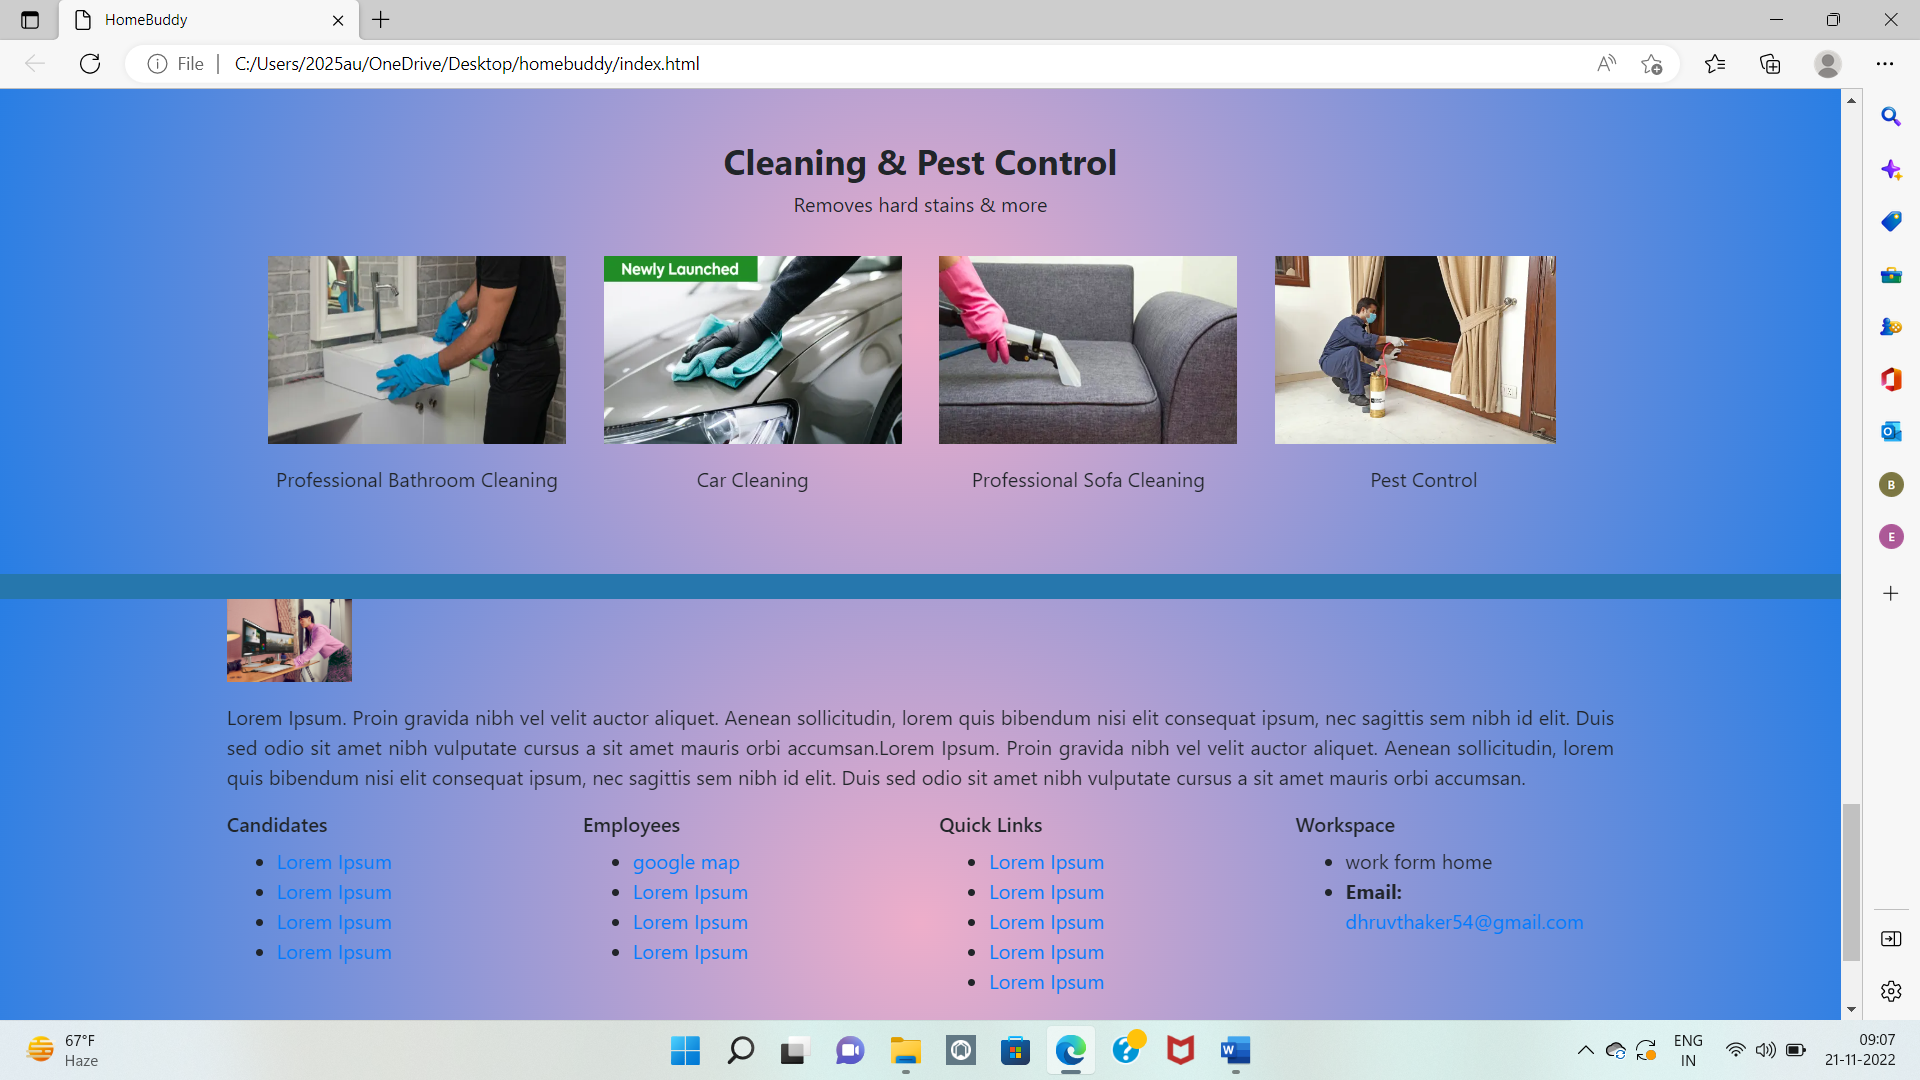 HomeBuddy
File
C:/Users/2025au/OneDrive/Desktop/homebuddy/index.html
Cleaning & Pest Control
Removes hard stains & more
Newly Launched
Professional Bathroom Cleaning
Car Cleaning
Professional Sofa Cleaning
Pest Control
Lorem Ipsum. Proin gravida nibh vel velit auctor aliquet. Aenean sollicitudin, lorem quis bibendum nisi elit consequat ipsum, nec sagittis sem nibh id elit. Duis
sed odio sit amet nibh vulputate cursus a sit amet mauris orbi accumsan.Lorem Ipsum. Proin gravida nibh vel velit auctor aliquet. Aenean sollicitudin, lorem
quis bibendum nisi elit consequat ipsum, nec sagittis sem nibh id elit. Duis sed odio sit amet nibh vulputate cursus a sit amet mauris orbi accumsan.
Candidates
Lorem Ipsum
Lorem Ipsum
Lorem Ipsum
Lorem Ipsum
Employees
google map
Lorem Ipsum
Lorem Ipsum
Lorem Ipsum
Quick Links
Lorem Ipsum
Lorem Ipsum
Lorem Ipsum
Lorem Ipsum
Lorem Ipsum
Workspace
work form home
Email:
dhruvthaker54@gmail.com
B
E
67°F
Haze
ENG
IN
09:07
21-11-2022